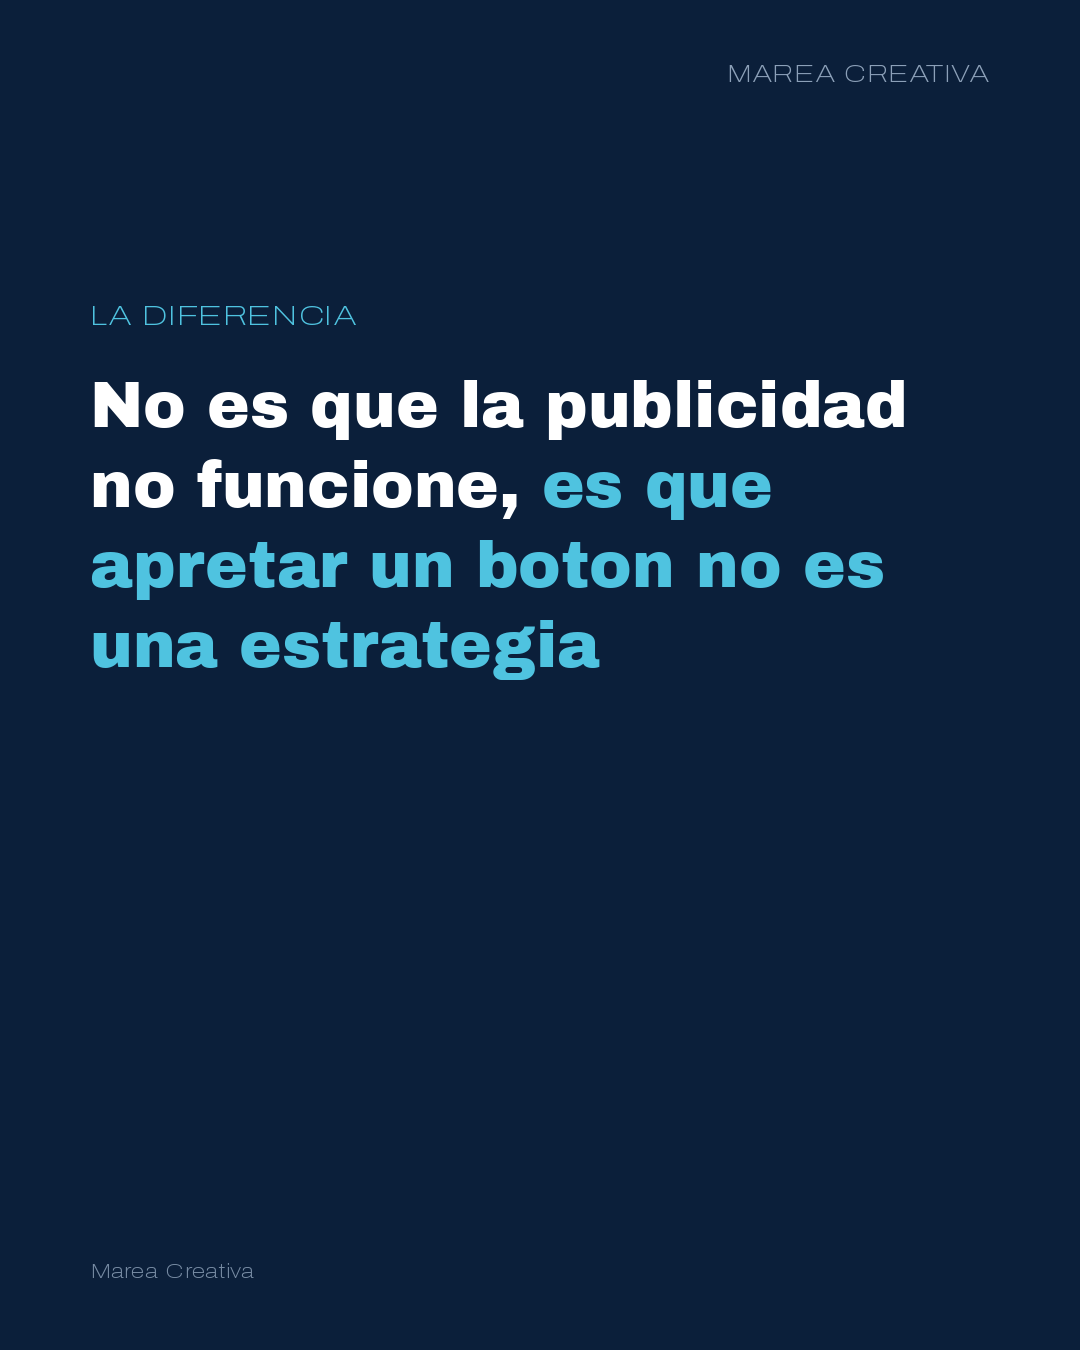 MAREA CREATIVA
LA DIFERENCIA
No es que la publicidad
no funcione, es que
apretar un boton no es
una estrategia
Marea Creativa